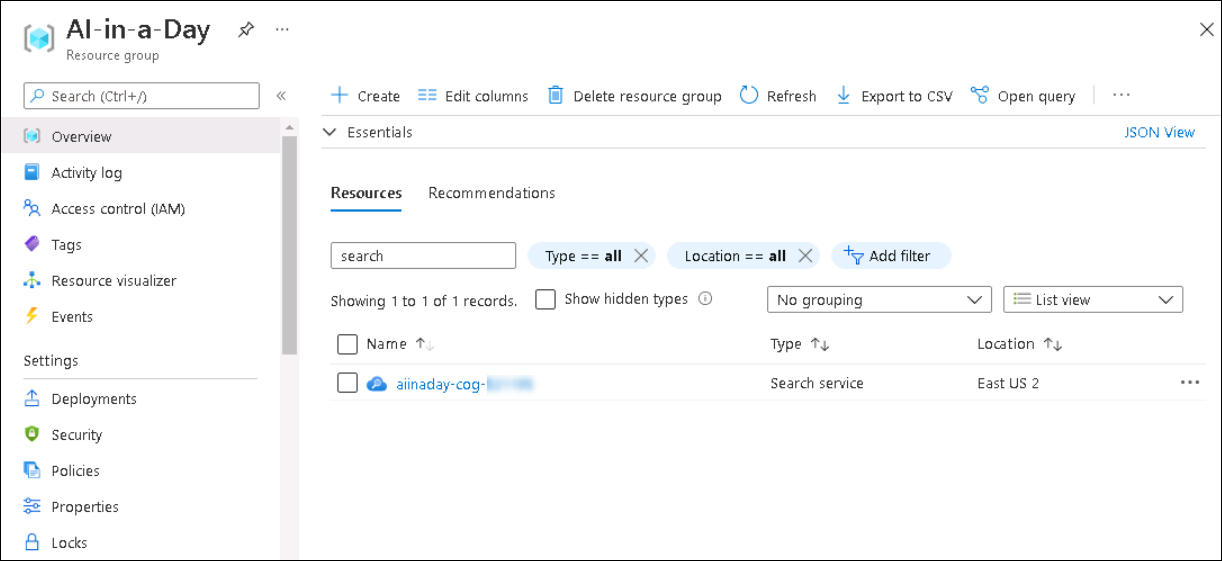 AI-in-a-Day
Resource group
Search (Ctrl+/)
Overview
Activity log
Access control (IAM)
Tags
Resource visualizer
Events
Settings
Deployments
Security
Policies
Properties
Locks
Create Edit columns Delete resource group Refresh Export to CSV Open query
Essentials JSON View
Resources Recommendations
search Type == all Location == all Add filter
Showing 1 to 1 of 1 records. Show hidden types No grouping List view
Name Type Location
aiinaday-cog- Search service East US 2